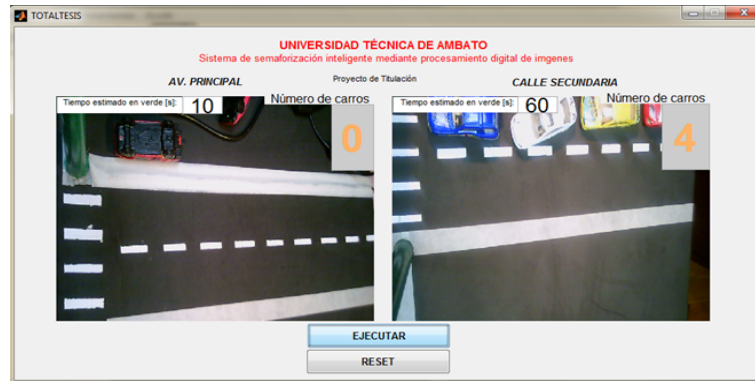 TOTALTESIS
UNIVERSIDAD TÉCNICA DE AMBATO
Sistema de semaforización inteligente mediante procesamiento digital de imgenes
Proyecto de Titulación
AV. PRINCIPAL
CALLE SECUNDARIA
Tiempo estimado en verde [s]: 10
Número de carros
0
Tiempo estimado en verde [s]: 60
Número de carros
4
EJECUTAR
RESET